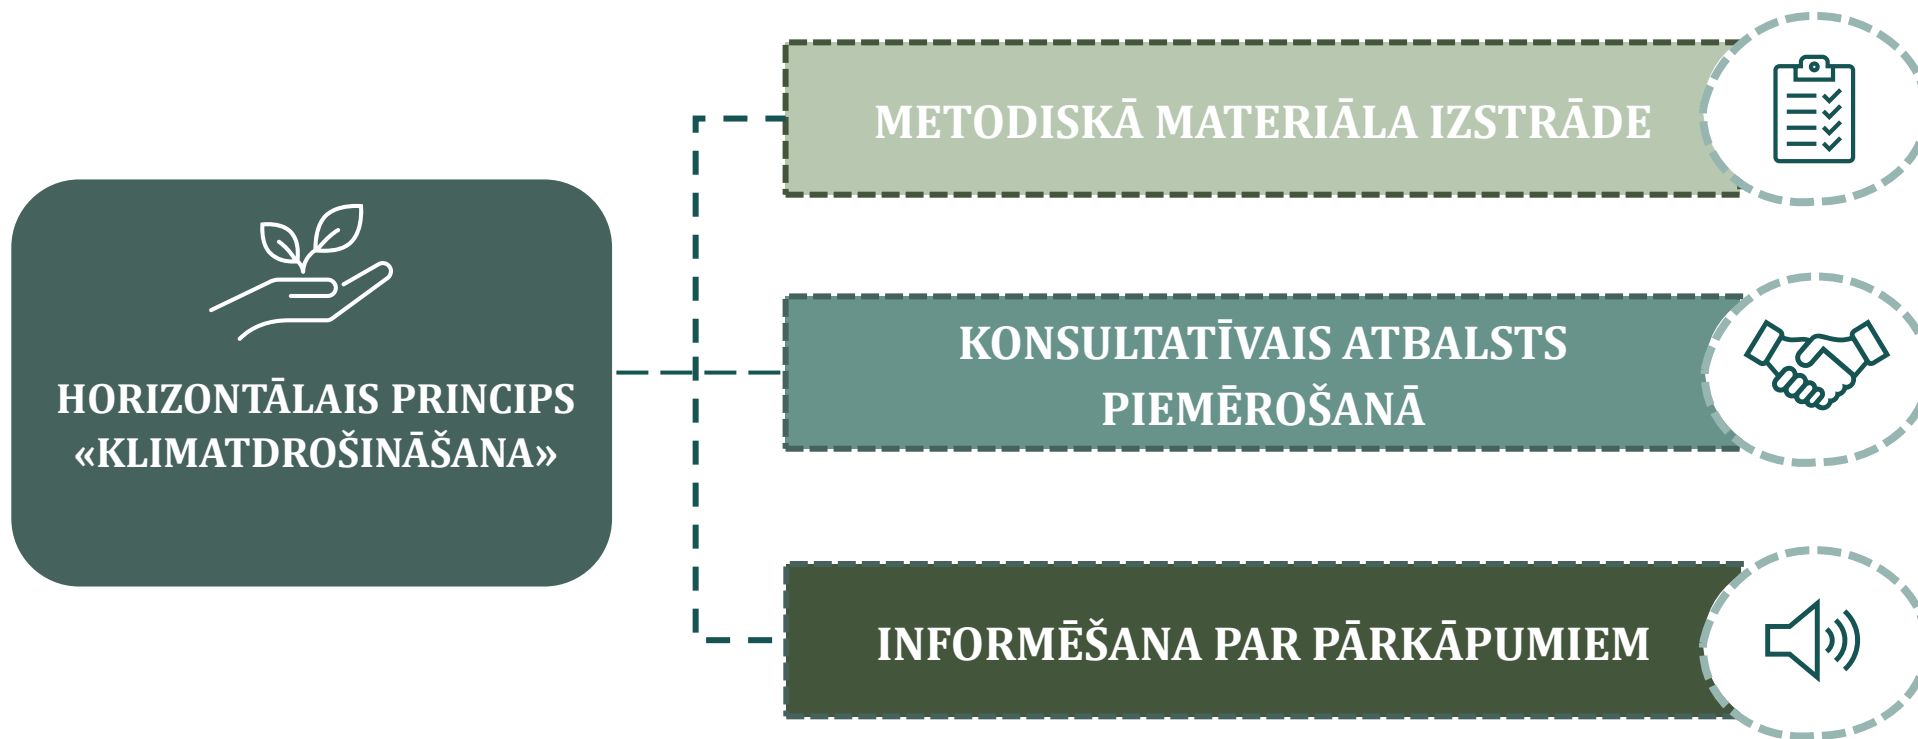 HORIZONTĀLAIS PRINCIPS
«KLIMATDROŠINĀŠANA»
METODISKĀ MATERIĀLA IZSTRĀDE
KONSULTATĪVAIS ATBALSTS
PIEMĒROŠANĀ
INFORMĒŠANA PAR PĀRKĀPUMIEM